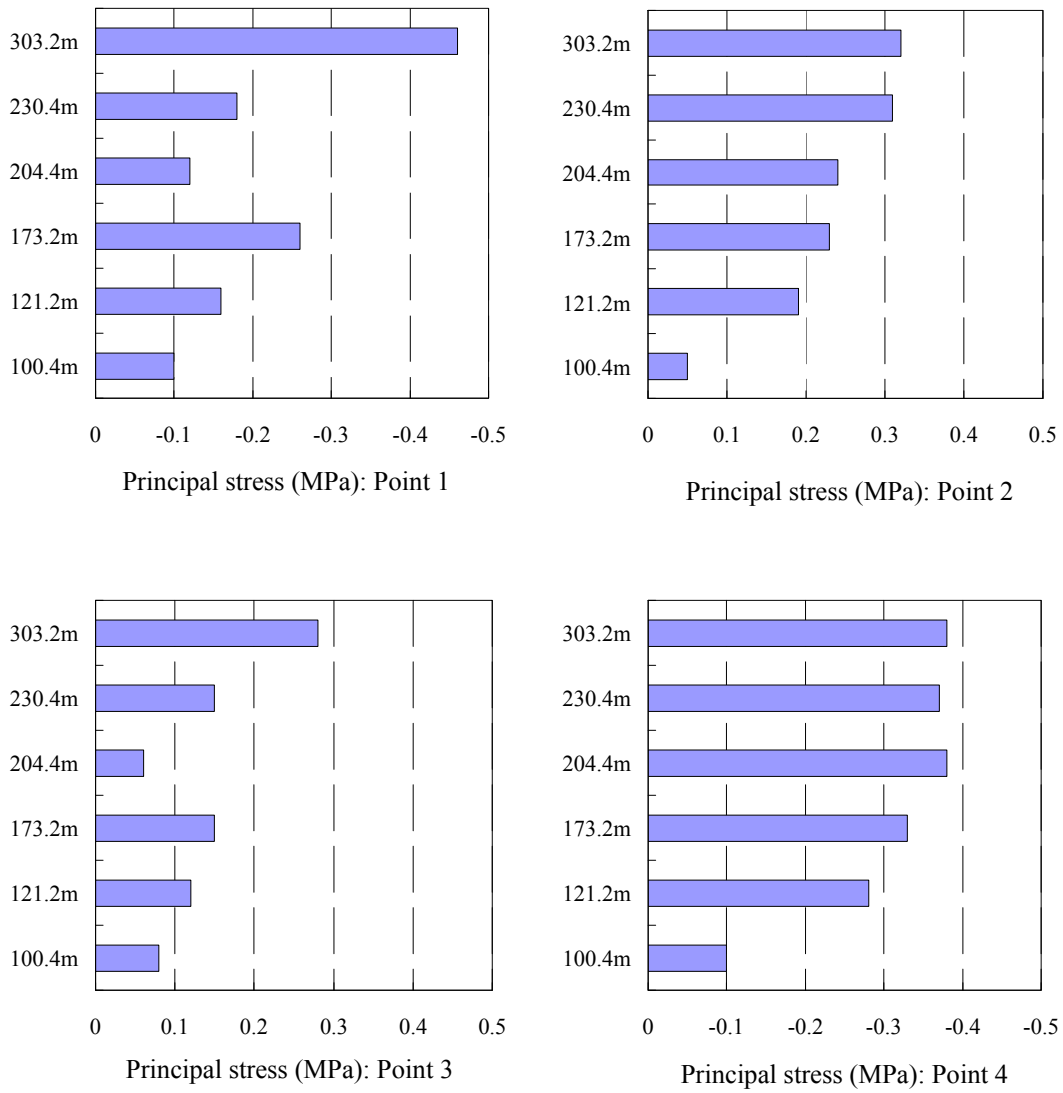 303.2m
230.4m
204.4m
173.2m
121.2m
100.4m
0 -0.1 -0.2 -0.3 -0.4 -0.5
Principal stress (MPa): Point 1
303.2m
230.4m
204.4m
173.2m
121.2m
100.4m
0 0.1 0.2 0.3 0.4 0.5
Principal stress (MPa): Point 2
303.2m
230.4m
204.4m
173.2m
121.2m
100.4m
0 0.1 0.2 0.3 0.4 0.5
Principal stress (MPa): Point 3
303.2m
230.4m
204.4m
173.2m
121.2m
100.4m
0 -0.1 -0.2 -0.3 -0.4 -0.5
Principal stress (MPa): Point 4